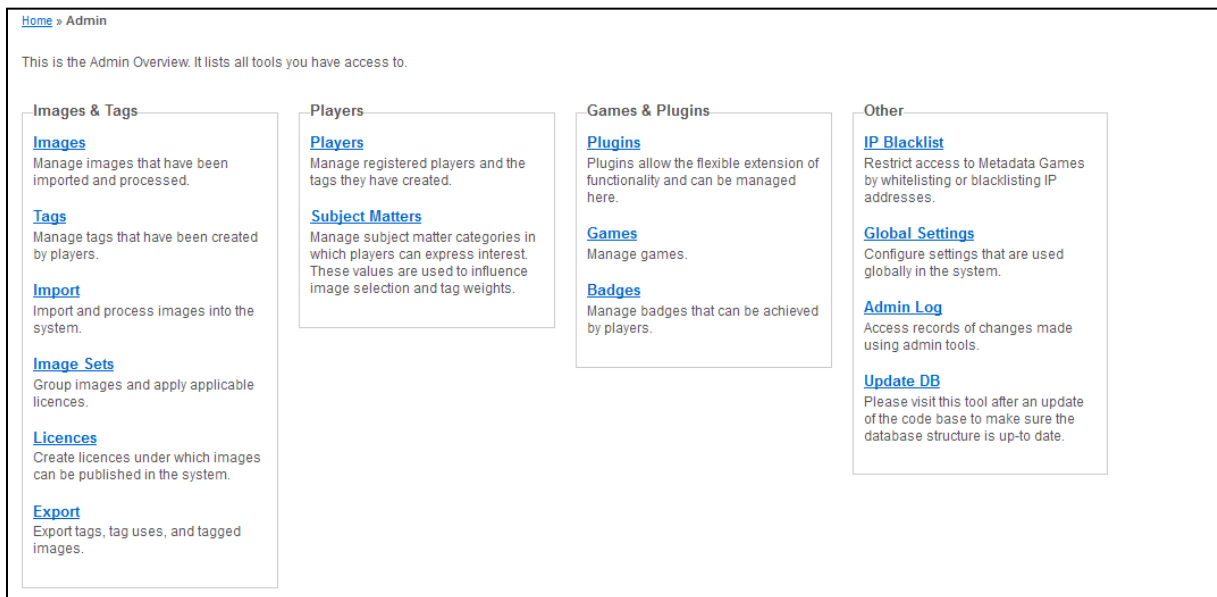 Home » Admin
This is the Admin Overview. It lists all tools you have access to.
Images & Tags
Images
Manage images that have been
imported and processed.
Tags
Manage tags that have been created
by players.
Import
Import and process images into the
system.
Image Sets
Group images and apply applicable
licences.
Licences
Create licences under which images
can be published in the system.
Export
Export tags, tag uses, and tagged
images.
Players
Players
Manage registered players and the
tags they have created.
Subject Matters
Manage subject matter categories in
which players can express interest.
These values are used to influence
image selection and tag weights.
Games & Plugins
Plugins
Plugins allow the flexible extension of
functionality and can be managed
here.
Games
Manage games.
Badges
Manage badges that can be achieved
by players.
Other
IP Blacklist
Restrict access to Metadata Games
by whitelisting or blacklisting IP
addresses.
Global Settings
Configure settings that are used
globally in the system.
Admin Log
Access records of changes made
using admin tools.
Update DB
Please visit this tool after an update
of the code base to make sure the
database structure is up-to date.